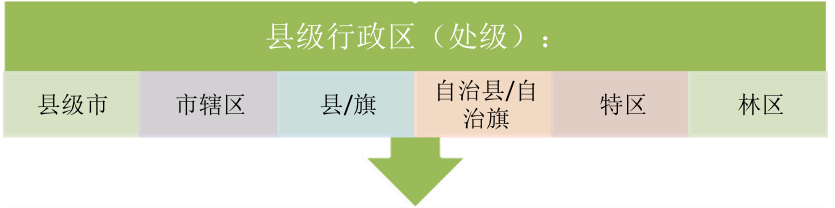 县级行政区（处级）：
县级市
市辖区
县/旗
自治县/自
治旗
特区
林区